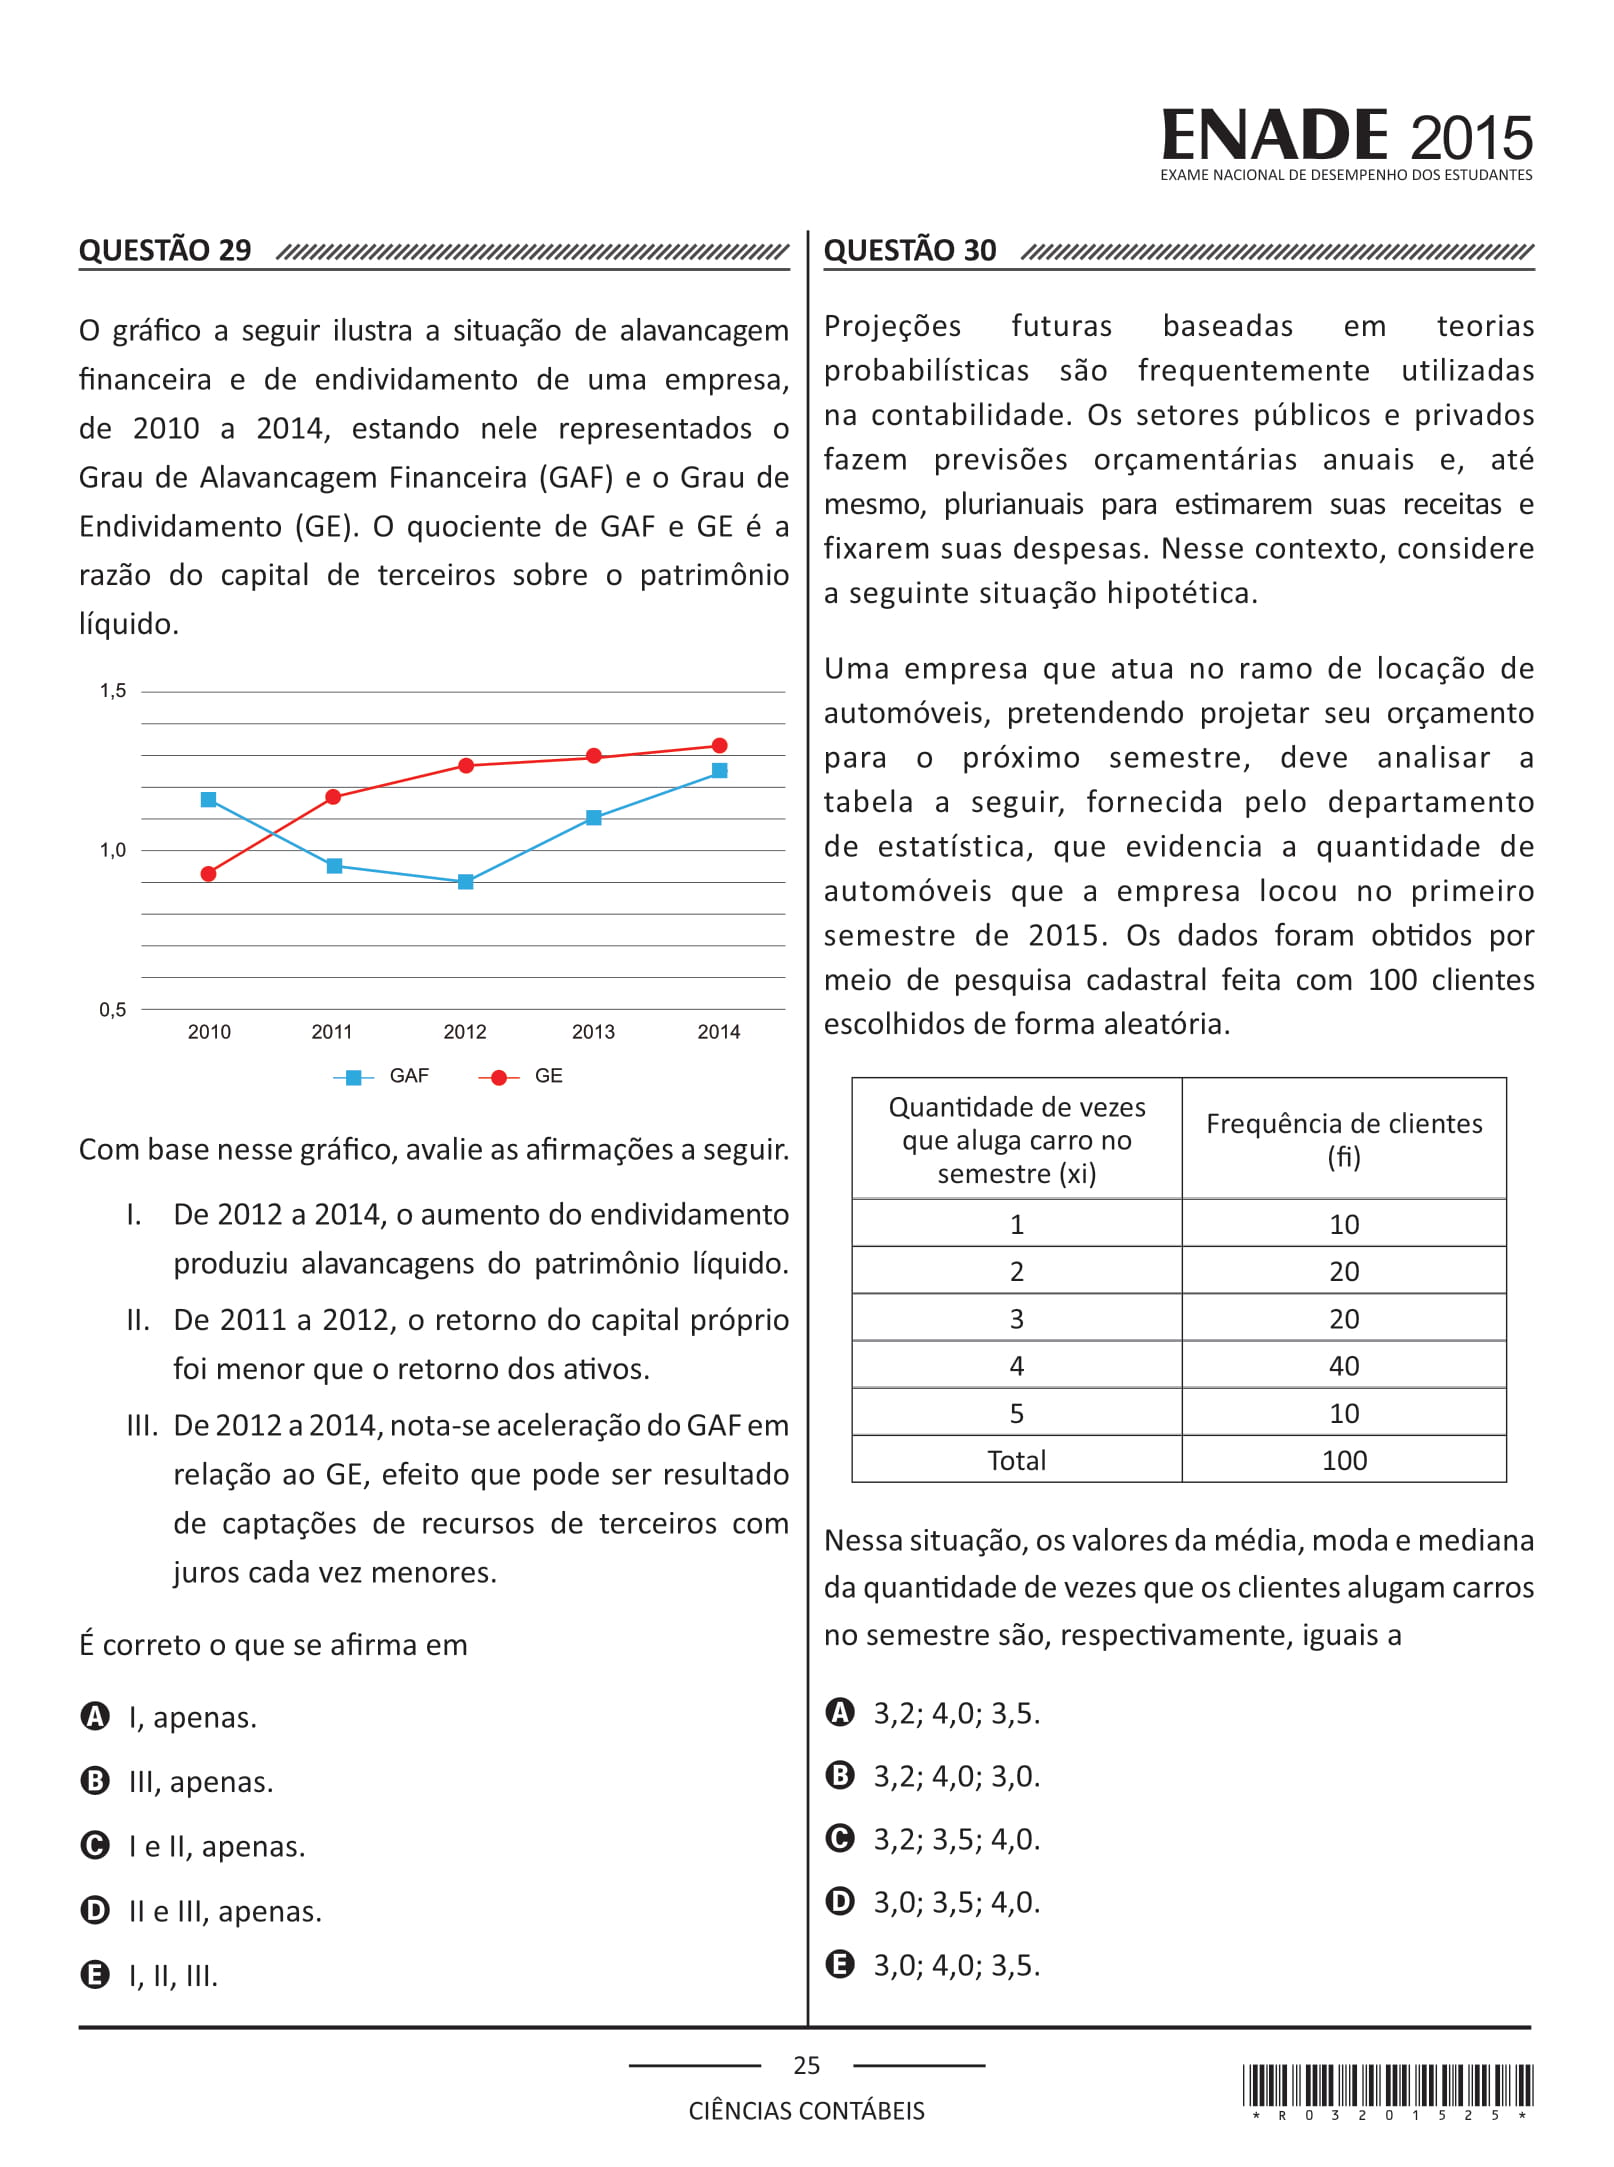 ENADE 2015
EXAME NACIONAL DE DESEMPENHO DOS ESTUDANTES
QUESTÃO 29
O gráfico a seguir ilustra a situação de alavancagem
financeira e de endividamento de uma empresa,
de 2010 a 2014, estando nele representados o
Grau de Alavancagem Financeira (GAF) e o Grau de
Endividamento (GE). O quociente de GAF e GE é a
razão do capital de terceiros sobre o patrimônio
líquido.
1,5
1,0
0,5
2010 2011 2012 2013 2014
GAF GE
Com base nesse gráfico, avalie as afirmações a seguir.
I. De 2012 a 2014, o aumento do endividamento
produziu alavancagens do patrimônio líquido.
II. De 2011 a 2012, o retorno do capital próprio
foi menor que o retorno dos ativos.
III. De 2012 a 2014, nota-se aceleração do GAF em
relação ao GE, efeito que pode ser resultado
de captações de recursos de terceiros com
juros cada vez menores.
É correto o que se afirma em
A I, apenas.
B III, apenas.
C I e II, apenas.
D II e III, apenas.
E I, II, III.
QUESTÃO 30
Projeções futuras baseadas em teorias
probabilísticas são frequentemente utilizadas
na contabilidade. Os setores públicos e privados
fazem previsões orçamentárias anuais e, até
mesmo, plurianuais para estimarem suas receitas e
fixarem suas despesas. Nesse contexto, considere
a seguinte situação hipotética.
Uma empresa que atua no ramo de locação de
automóveis, pretendendo projetar seu orçamento
para o próximo semestre, deve analisar a
tabela a seguir, fornecida pelo departamento
de estatística, que evidencia a quantidade de
automóveis que a empresa locou no primeiro
semestre de 2015. Os dados foram obtidos por
meio de pesquisa cadastral feita com 100 clientes
escolhidos de forma aleatória.
Quantidade de vezes
que aluga carro no
semestre (xi)
Frequência de clientes
(fi)
1 10
2 20
3 20
4 40
5 10
Total 100
Nessa situação, os valores da média, moda e mediana
da quantidade de vezes que os clientes alugam carros
no semestre são, respectivamente, iguais a
A 3,2; 4,0; 3,5.
B 3,2; 4,0; 3,0.
C 3,2; 3,5; 4,0.
D 3,0; 3,5; 4,0.
E 3,0; 4,0; 3,5.
25
CIÊNCIAS CONTÁBEIS
* R 0 3 2 0 1 5 2 5 *